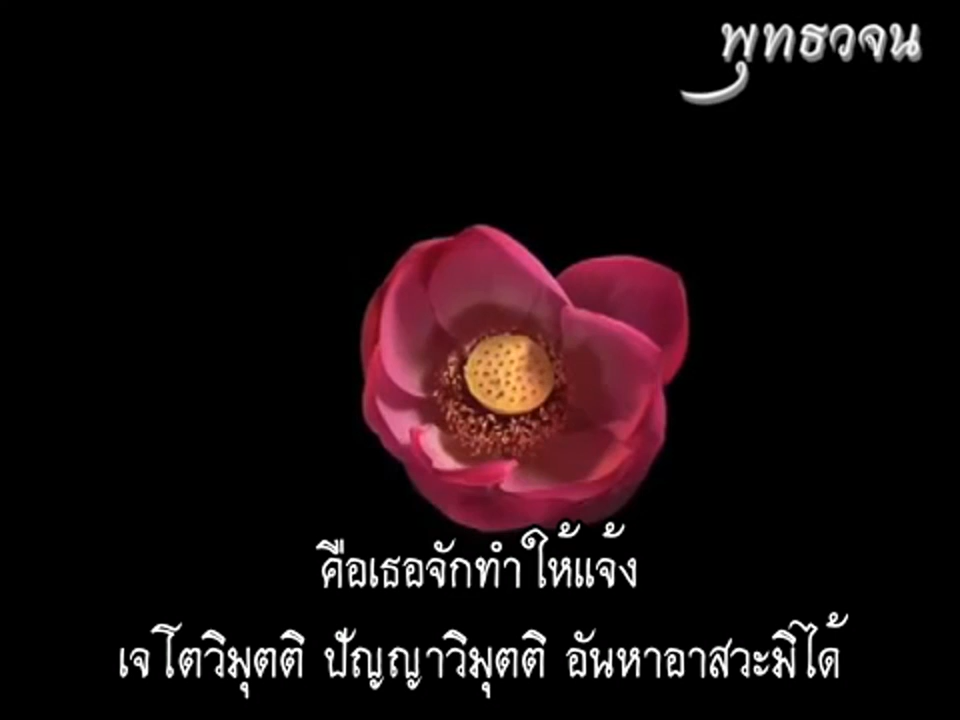 พุทธวจน
คือเธอจักทำให้แจ้ง
เจโตวิมุตติ ปัญญาวิมุตติ อันหาอาสวะมิได้